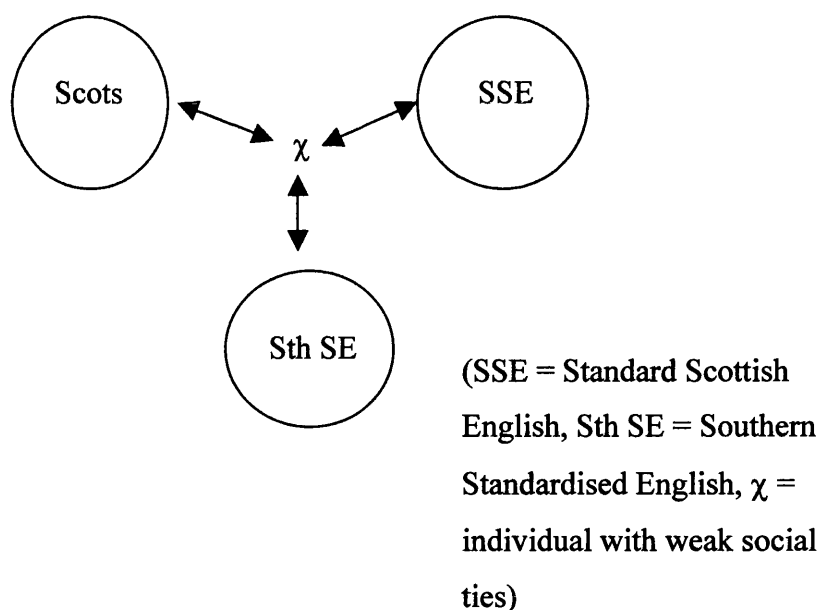 Scots
SSE
χ
Sth SE
(SSE = Standard Scottish
English, Sth SE = Southern
Standardised English, χ =
individual with weak social
ties)